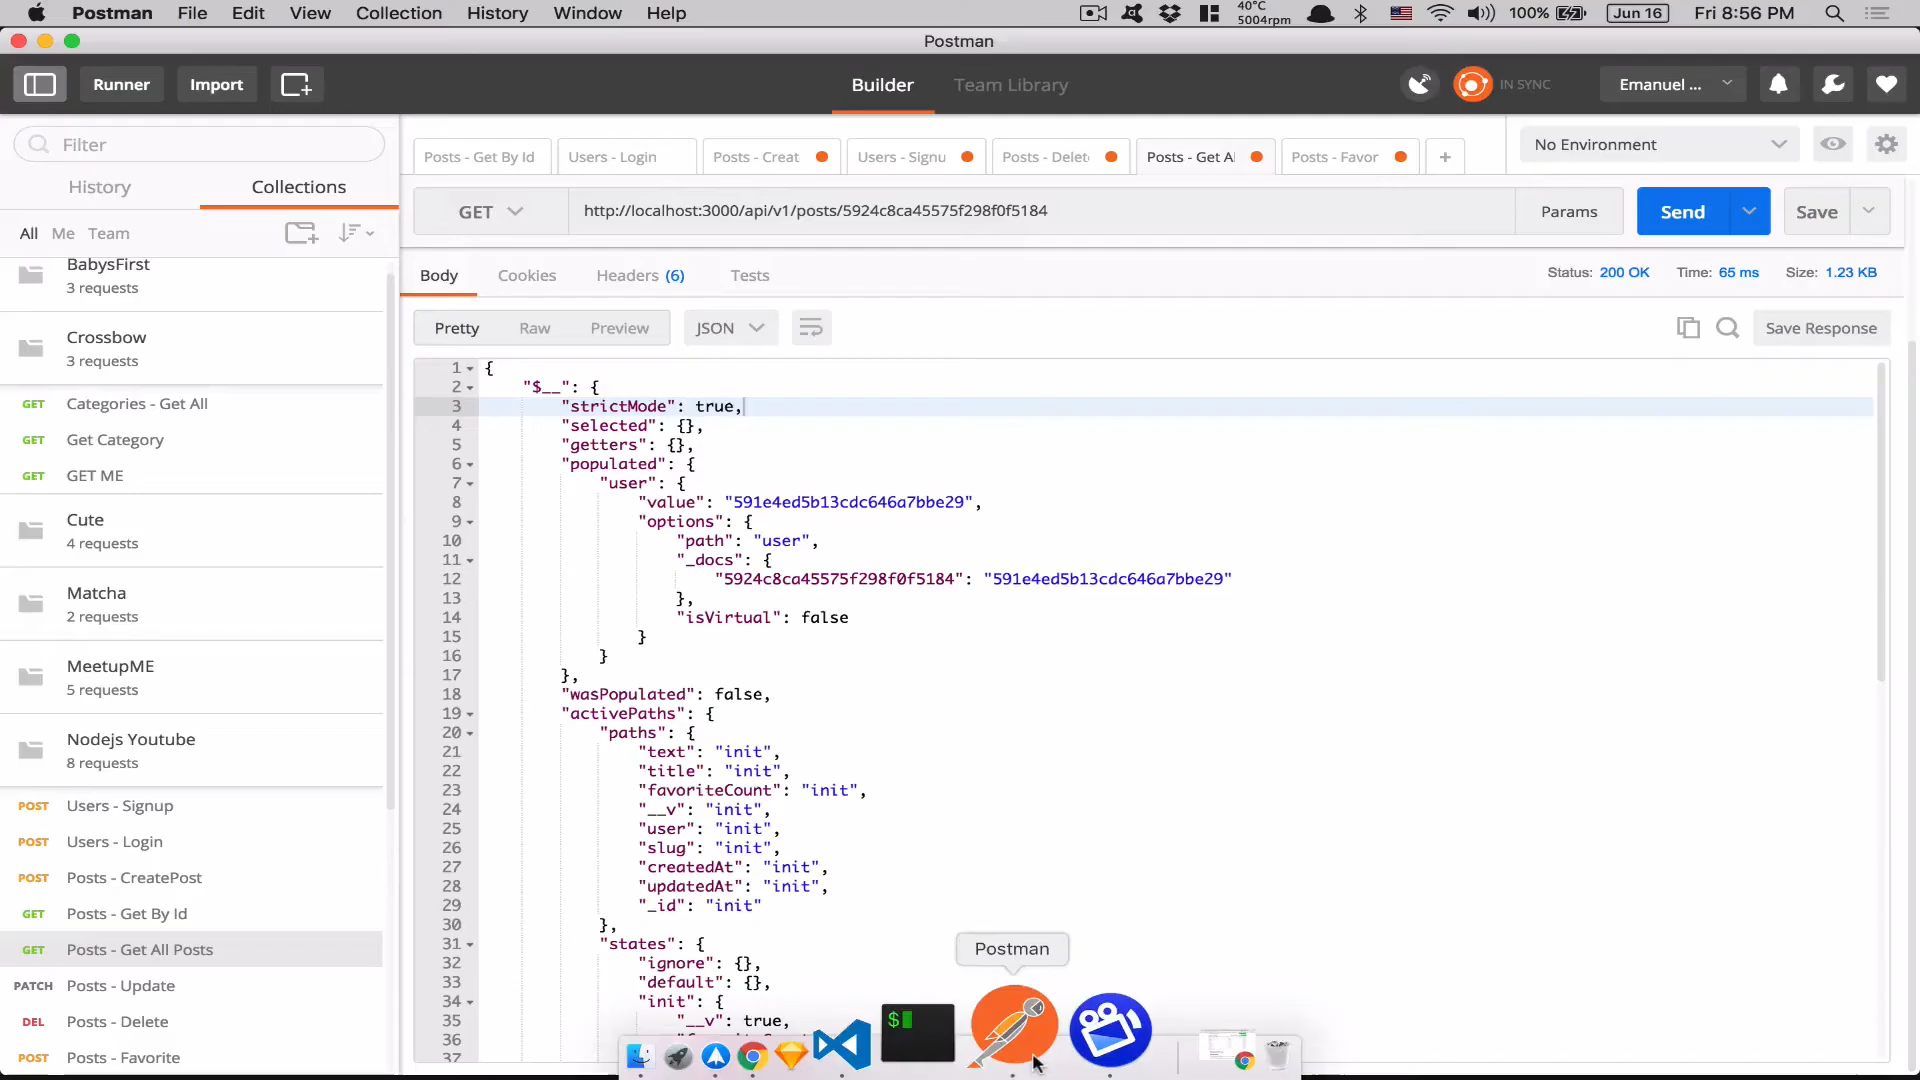 Postman File Edit View Collection History Window Help 40°C 5004rpm 100% Jun 16 Fri 8:56 PM
Postman
Runner Import Builder Team Library IN SYNC Emanuel ...
Filter
History Collections
All Me Team
BabysFirst
3 requests
Crossbow
3 requests
GET Categories - Get All
GET Get Category
GET GET ME
Cute
4 requests
Matcha
2 requests
MeetupME
5 requests
Nodejs Youtube
8 requests
POST Users - Signup
POST Users - Login
POST Posts - CreatePost
GET Posts - Get By Id
GET Posts - Get All Posts
PATCH Posts - Update
DEL Posts - Delete
POST Posts - Favorite
Posts - Get By Id Users - Login Posts - Creat Users - Signu Posts - Delet Posts - Get Al Posts - Favor +
No Environment
GET http://localhost:3000/api/v1/posts/5924c8ca45575f298f0f5184 Params Send Save
Body Cookies Headers (6) Tests Status: 200 OK Time: 65 ms Size: 1.23 KB
Pretty Raw Preview JSON Save Response
1 {
2 "$__": {
3 "strictMode": true,
4 "selected": {},
5 "getters": {},
6 "populated": {
7 "user": {
8 "value": "591e4ed5b13cdc646a7bbe29",
9 "options": {
10 "path": "user",
11 "_docs": {
12 "5924c8ca45575f298f0f5184": "591e4ed5b13cdc646a7bbe29"
13 },
14 "isVirtual": false
15 }
16 }
17 },
18 "wasPopulated": false,
19 "activePaths": {
20 "paths": {
21 "text": "init",
22 "title": "init",
23 "favoriteCount": "init",
24 "__v": "init",
25 "user": "init",
26 "slug": "init",
27 "createdAt": "init",
28 "updatedAt": "init",
29 "_id": "init"
30 },
31 "states": {
32 "ignore": {},
33 "default": {},
34 "init": {
35 "__v": true,
36
37
Postman
$